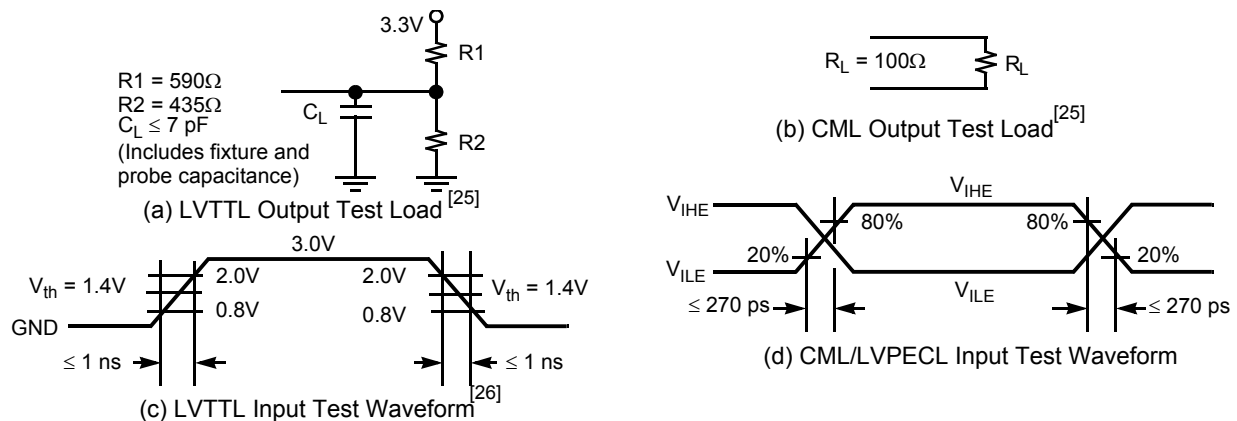 3.3V
R1
R1 = 590Ω
R2 = 435Ω
C_L ≤ 7 pF
(Includes fixture and
probe capacitance)
C_L
R2
(a) LVTTL Output Test Load [25]
R_L = 100Ω
R_L
(b) CML Output Test Load [25]
3.0V
V_th = 1.4V
2.0V
0.8V
2.0V
0.8V
V_th = 1.4V
GND
≤ 1 ns
≤ 1 ns
(c) LVTTL Input Test Waveform [26]
V_IHE
V_IHE
80%
80%
20%
20%
V_ILE
V_ILE
≤ 270 ps
≤ 270 ps
(d) CML/LVPECL Input Test Waveform